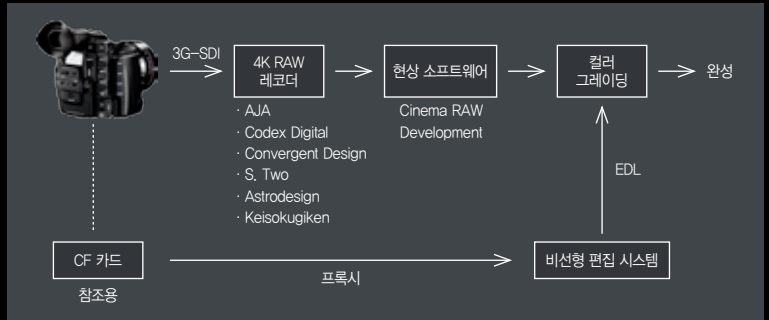 3G-SDI
4K RAW
레코더
현상 소프트웨어
컬러
그레이딩
완성
· AJA
· Codex Digital
· Convergent Design
· S. Two
· Astrodesign
· Keisokugiken
Cinema RAW
Development
EDL
CF 카드
참조용
프록시
비선형 편집 시스템